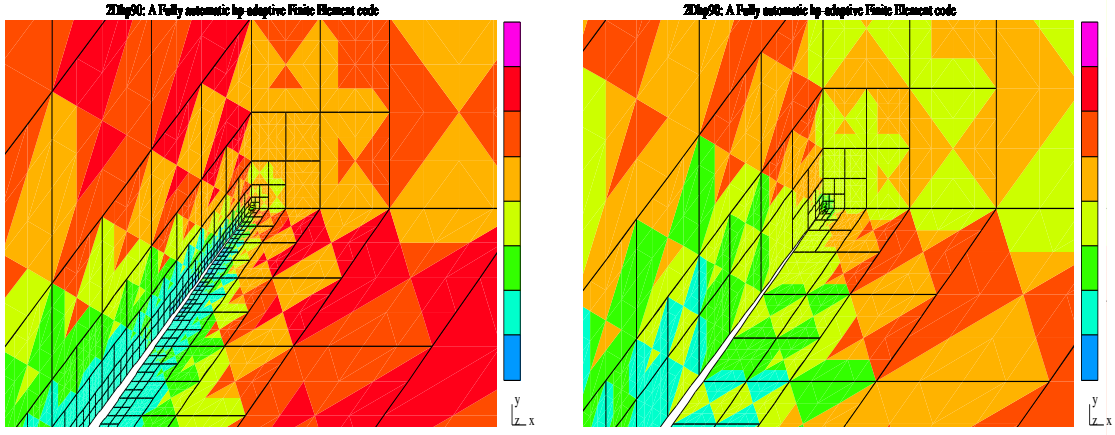 2Dhp90: A Fully automatic hp-adaptive Finite Element code
2Dhp90: A Fully automatic hp-adaptive Finite Element code
y
z x
y
z x